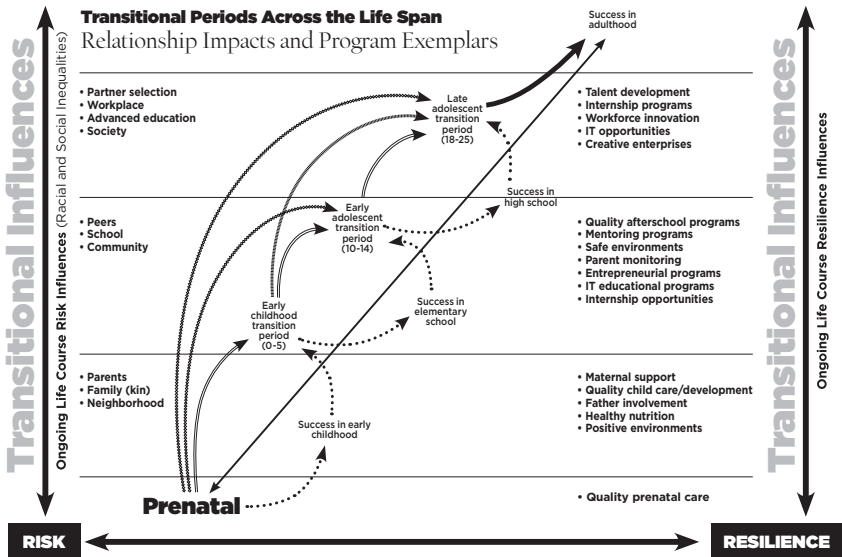 Transitional Periods Across the Life Span
Relationship Impacts and Program Exemplars
Success in
adulthood
Transitional Influences
Ongoing Life Course Risk Influences (Racial and Social Inequalities)
• Partner selection
• Workplace
• Advanced education
• Society
Late
adolescent
transition
period
(18-25)
• Talent development
• Internship programs
• Workforce innovation
• IT opportunities
• Creative enterprises
Success in
high school
• Peers
• School
• Community
Early
adolescent
transition
period
(10-14)
• Quality afterschool programs
• Mentoring programs
• Safe environments
• Parent monitoring
• Entrepreneurial programs
• IT educational programs
• Internship opportunities
Early
childhood
transition
period
(0-5)
Success in
elementary
school
• Parents
• Family (kin)
• Neighborhood
Success in early
childhood
• Maternal support
• Quality child care/development
• Father involvement
• Healthy nutrition
• Positive environments
Prenatal
• Quality prenatal care
Transitional Influences
Ongoing Life Course Resilience Influences
RISK
RESILIENCE